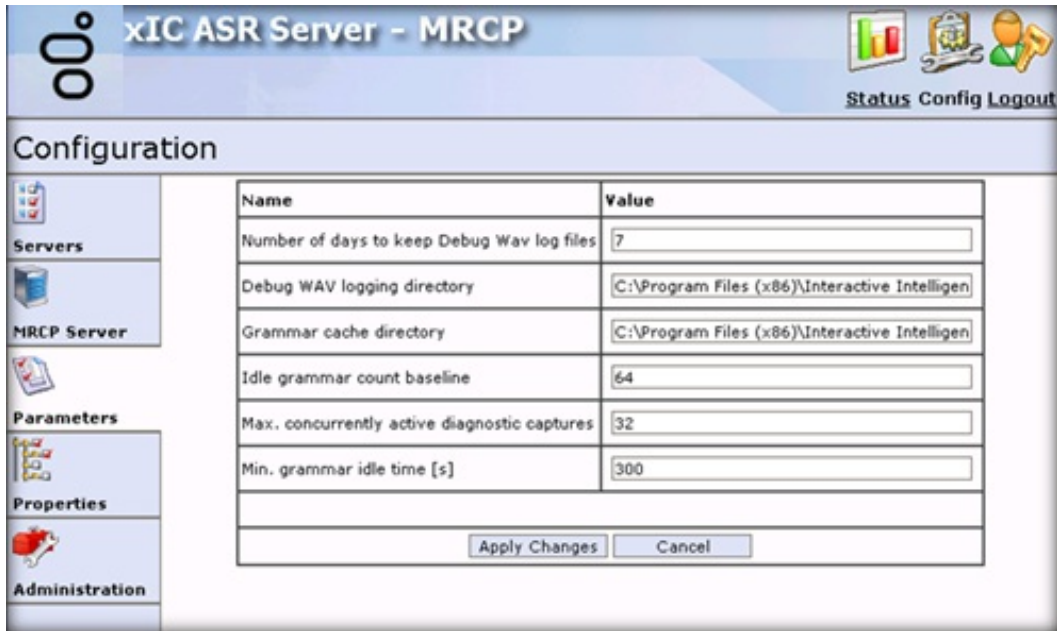 xIC ASR Server - MRCP
Status Config Logout
Configuration
Servers
MRCP Server
Parameters
Properties
Administration
Name Value
Number of days to keep Debug Wav log files 7
Debug WAV logging directory C:\Program Files (x86)\Interactive Intelligen
Grammar cache directory C:\Program Files (x86)\Interactive Intelligen
Idle grammar count baseline 64
Max. concurrently active diagnostic captures 32
Min. grammar idle time [s] 300
Apply Changes Cancel